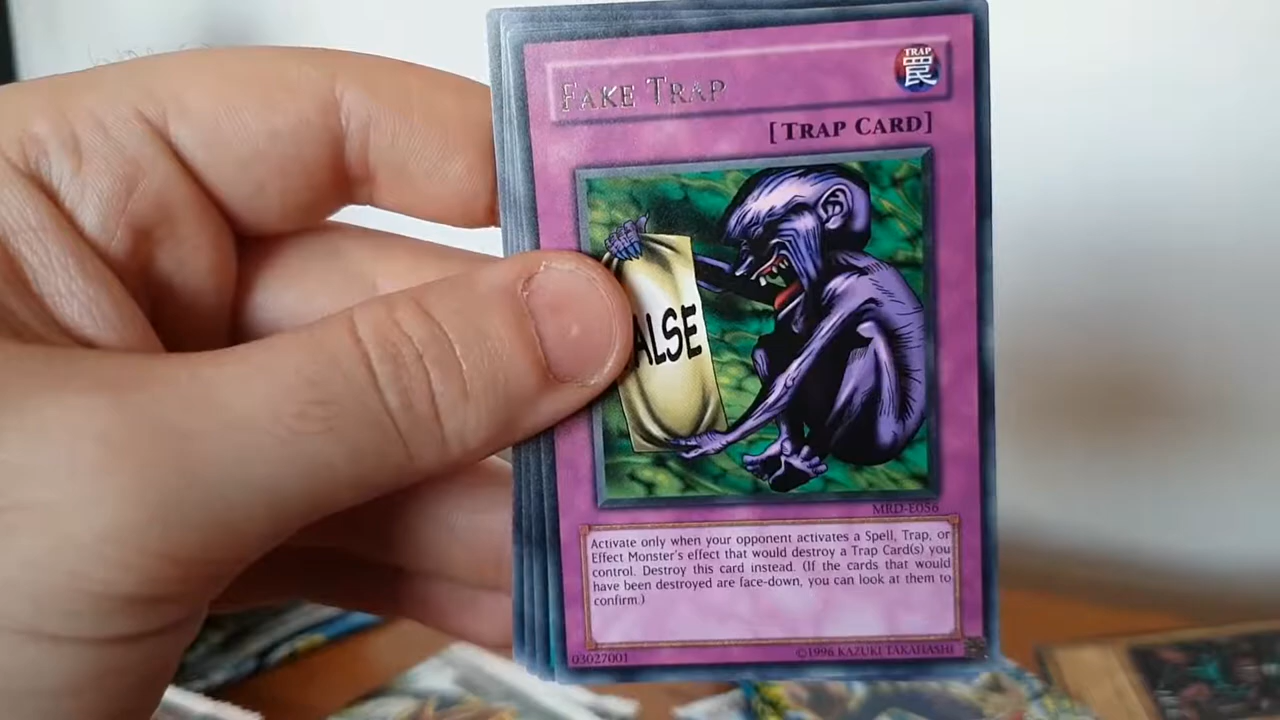 FAKE TRAP
TRAP
罠
[TRAP CARD]
ALSE
MRD-E056
Activate only when your opponent activates a Spell, Trap, or
Effect Monster's effect that would destroy a Trap Card(s) you
control. Destroy this card instead. (If the cards that would
have been destroyed are face-down, you can look at them to
confirm.)
03027001
©1996 KAZUKI TAKAHASHI